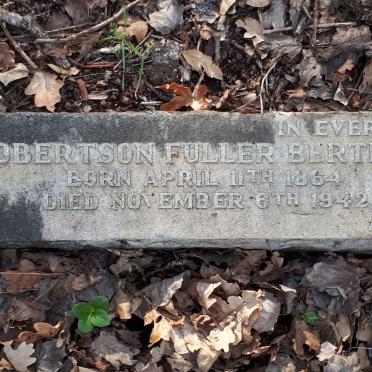 IN EVER
OBERTSON FULLER BERT
BORN APRIL 11TH 1864
DIED NOVEMBER 6TH 1942